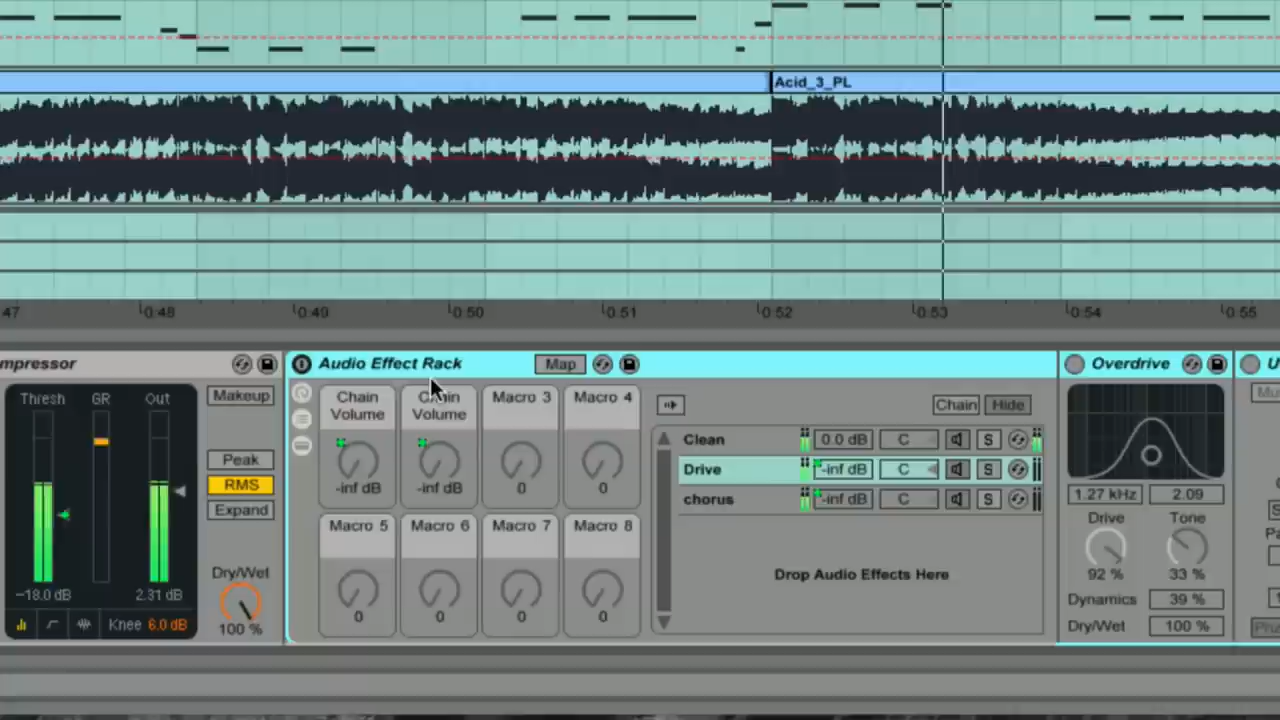 Acid_3_PL
47 0:48 0:49 0:50 0:51 0:52 0:53 0:54 0:55
mpressor
Thresh GR Out
-18.0 dB 2.31 dB
Knee 6.0 dB
Makeup
Peak
RMS
Expand
Dry/Wet
100 %
Audio Effect Rack Map
Chain Volume
-inf dB
Volume
-inf dB
Macro 3
0
Macro 4
0
Macro 5
0
Macro 6
0
Macro 7
0
Macro 8
0
Chain Hide
Clean 0.0 dB C S
Drive -inf dB C S
chorus -inf dB C S
Drop Audio Effects Here
Overdrive
1.27 kHz 2.09
Drive Tone
92 % 33 %
Dynamics 39 %
Dry/Wet 100 %